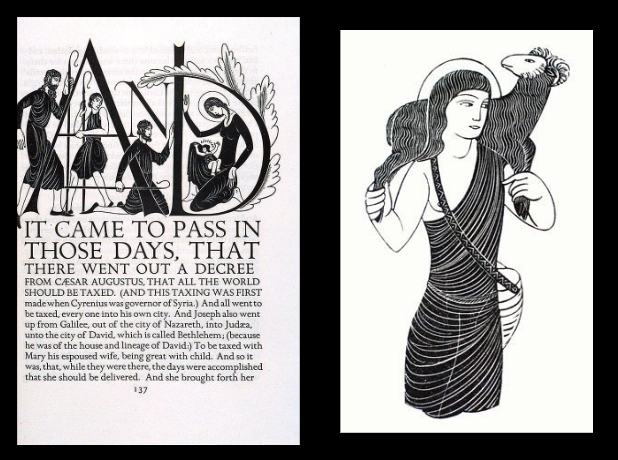 AND
IT CAME TO PASS IN
THOSE DAYS, THAT
THERE WENT OUT A DECREE
FROM CÆSAR AUGUSTUS, THAT ALL THE WORLD
SHOULD BE TAXED. (AND THIS TAXING WAS FIRST
made when Cyrenius was governor of Syria.) And all went to
be taxed, every one into his own city. And Joseph also went
up from Galilee, out of the city of Nazareth, into Judæa,
unto the city of David, which is called Bethlehem; (because
he was of the house and lineage of David:) To be taxed with
Mary his espoused wife, being great with child. And so it
was, that, while they were there, the days were accomplished
that she should be delivered. And she brought forth her
137